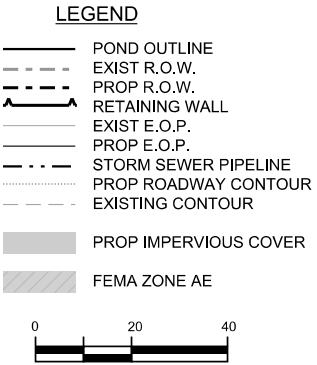 LEGEND
POND OUTLINE
EXIST R.O.W.
PROP R.O.W.
RETAINING WALL
EXIST E.O.P.
PROP E.O.P.
STORM SEWER PIPELINE
PROP ROADWAY CONTOUR
EXISTING CONTOUR
PROP IMPERVIOUS COVER
FEMA ZONE AE
0 20 40